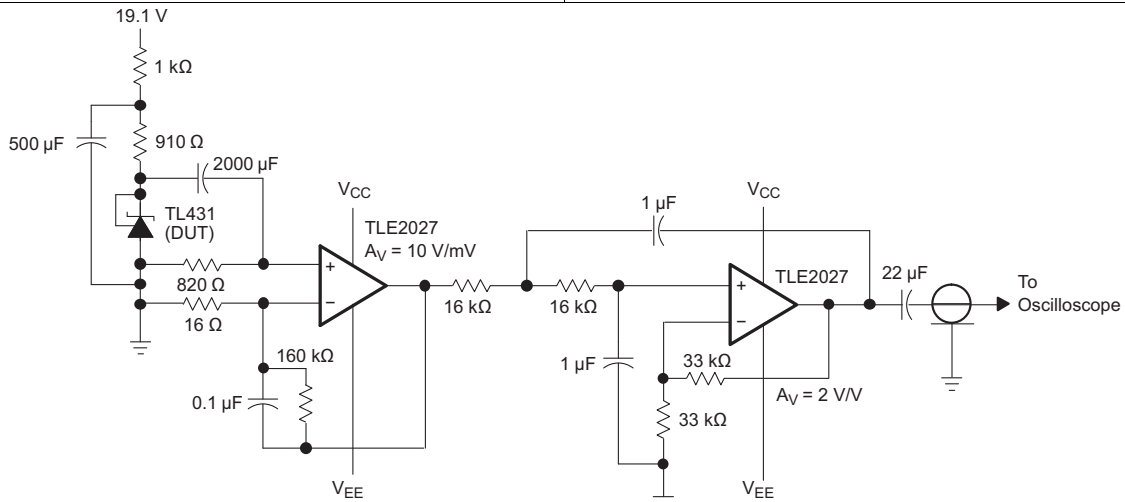 19.1 V
1 kΩ
500 µF
910 Ω
2000 µF
TL431
(DUT)
820 Ω
16 Ω
VCC
TLE2027
AV = 10 V/mV
+
−
160 kΩ
0.1 µF
VEE
16 kΩ
16 kΩ
1 µF
1 µF
VCC
TLE2027
+
−
33 kΩ
33 kΩ
AV = 2 V/V
VEE
22 µF
To
Oscilloscope